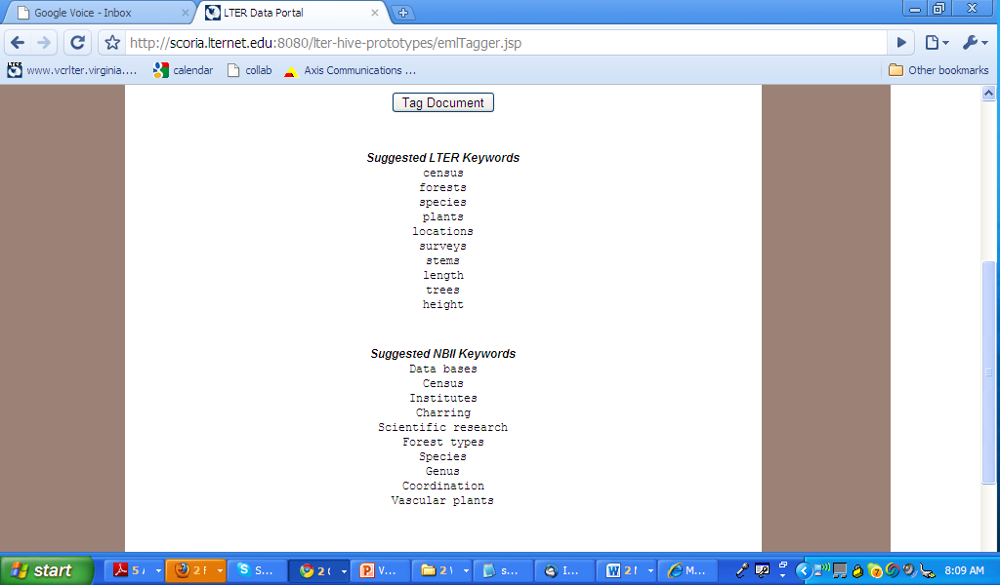 Google Voice - Inbox
LTER Data Portal
http://scoria.lternet.edu:8080/lter-hive-prototypes/emlTagger.jsp
LTER
www.vcrlter.virginia....
calendar
collab
Axis Communications ...
Other bookmarks
Tag Document
Suggested LTER Keywords
census
forests
species
plants
locations
surveys
stems
length
trees
height
Suggested NBII Keywords
Data bases
Census
Institutes
Charring
Scientific research
Forest types
Species
Genus
Coordination
Vascular plants
start
5
2
S...
2
V...
2
s...
I...
2
M...
8:09 AM